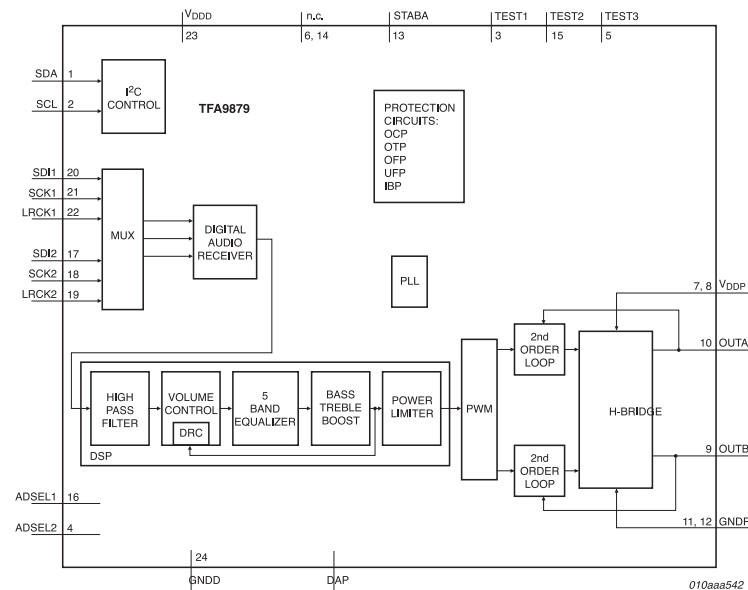 VDDD
n.c.
STABA
TEST1
TEST2
TEST3
23
6, 14
13
3
15
5
SDA 1
SCL 2
I2C
CONTROL
TFA9879
PROTECTION
CIRCUITS:
OCP
OTP
OFP
UFP
IBP
SDI1 20
SCK1 21
LRCK1 22
SDI2 17
SCK2 18
LRCK2 19
MUX
DIGITAL
AUDIO
RECEIVER
PLL
7, 8 VDDP
10 OUTA
2nd
ORDER
LOOP
HIGH
PASS
FILTER
VOLUME
CONTROL
DRC
5
BAND
EQUALIZER
BASS
TREBLE
BOOST
POWER
LIMITER
DSP
PWM
H-BRIDGE
2nd
ORDER
LOOP
9 OUTB
11, 12 GNDP
ADSEL1 16
ADSEL2 4
24
GNDD
DAP
010aaa542